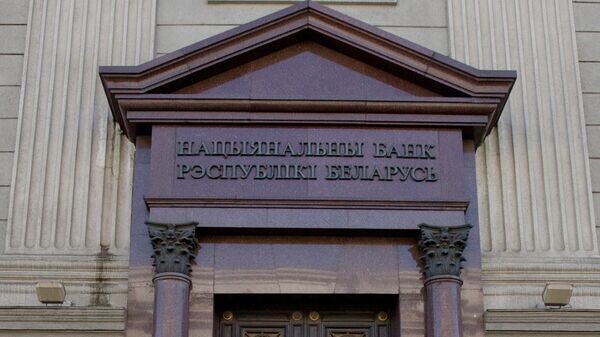 НАЦЫЯНАЛЬНЫ БАНК
РЭСПУБЛІКІ БЕЛАРУСЬ